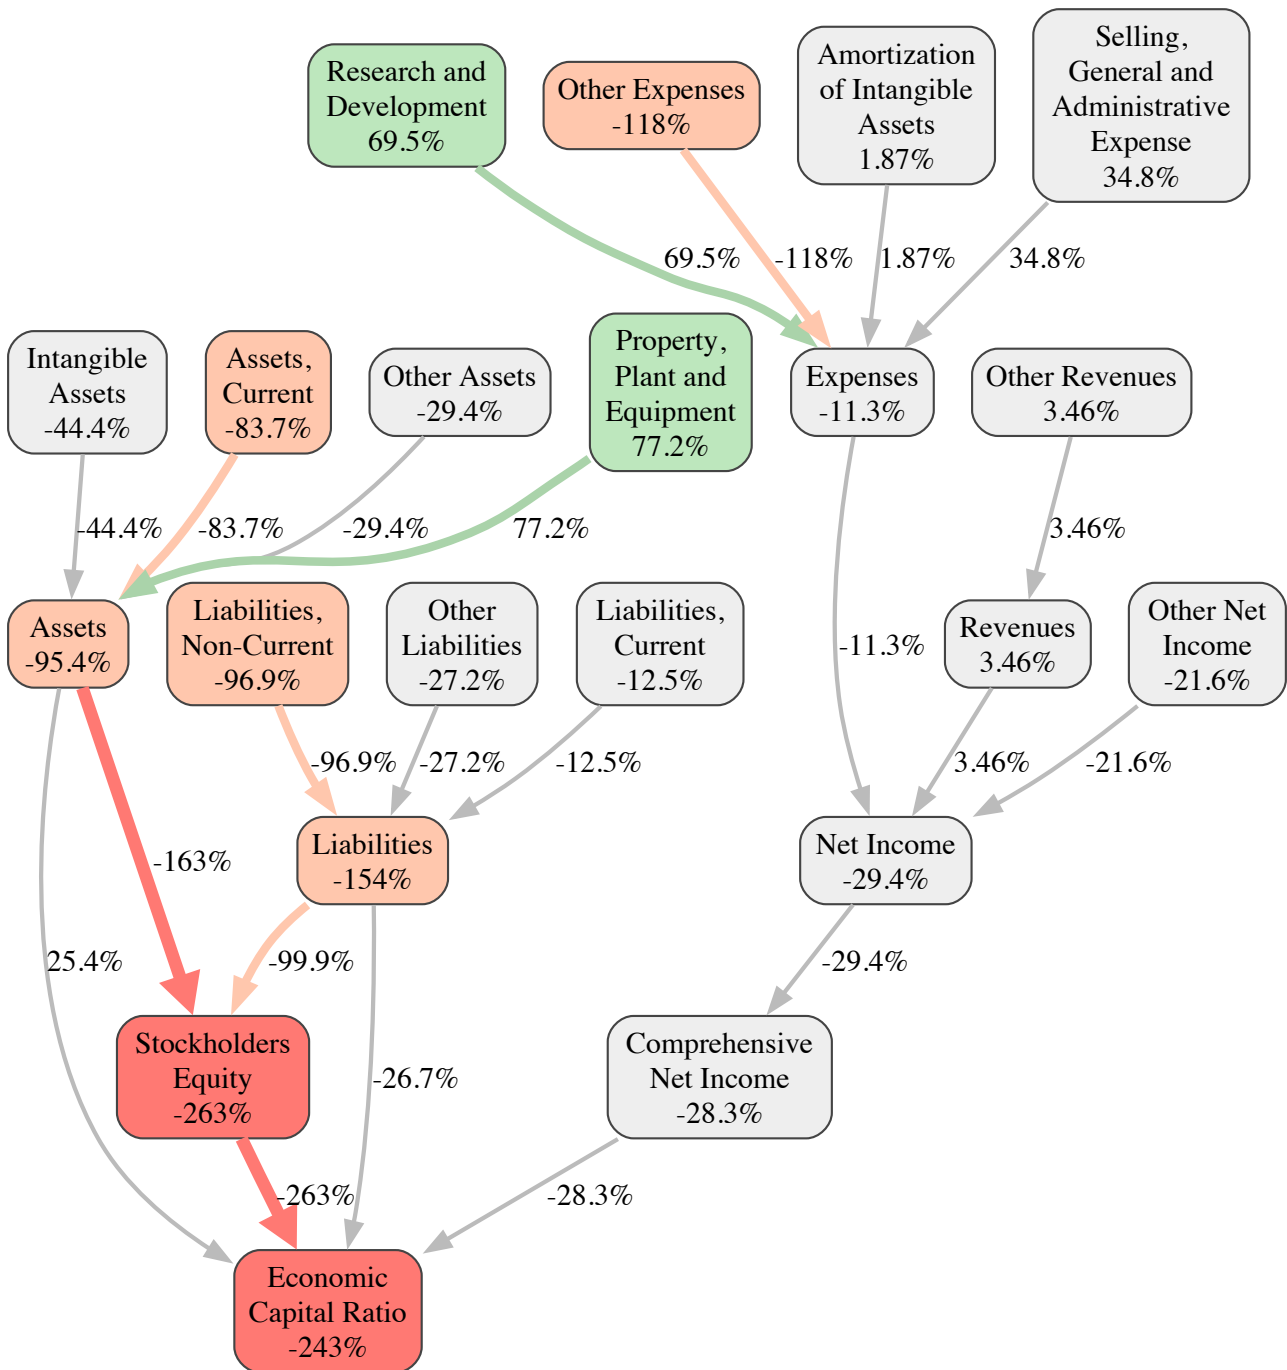 Research and
Development
69.5%
Other Expenses
-118%
Amortization
of Intangible
Assets
1.87%
Selling,
General and
Administrative
Expense
34.8%
69.5%
-118%
1.87%
34.8%
Intangible
Assets
-44.4%
Assets,
Current
-83.7%
Other Assets
-29.4%
Property,
Plant and
Equipment
77.2%
Expenses
-11.3%
Other Revenues
3.46%
-44.4%
-83.7%
-29.4%
77.2%
3.46%
Assets
-95.4%
Liabilities,
Non-Current
-96.9%
Other
Liabilities
-27.2%
Liabilities,
Current
-12.5%
-11.3%
Revenues
3.46%
Other Net
Income
-21.6%
-96.9%
-27.2%
-12.5%
3.46%
-21.6%
-163%
Liabilities
-154%
Net Income
-29.4%
25.4%
-99.9%
-29.4%
Stockholders
Equity
-263%
-26.7%
Comprehensive
Net Income
-28.3%
-263%
-28.3%
Economic
Capital Ratio
-243%